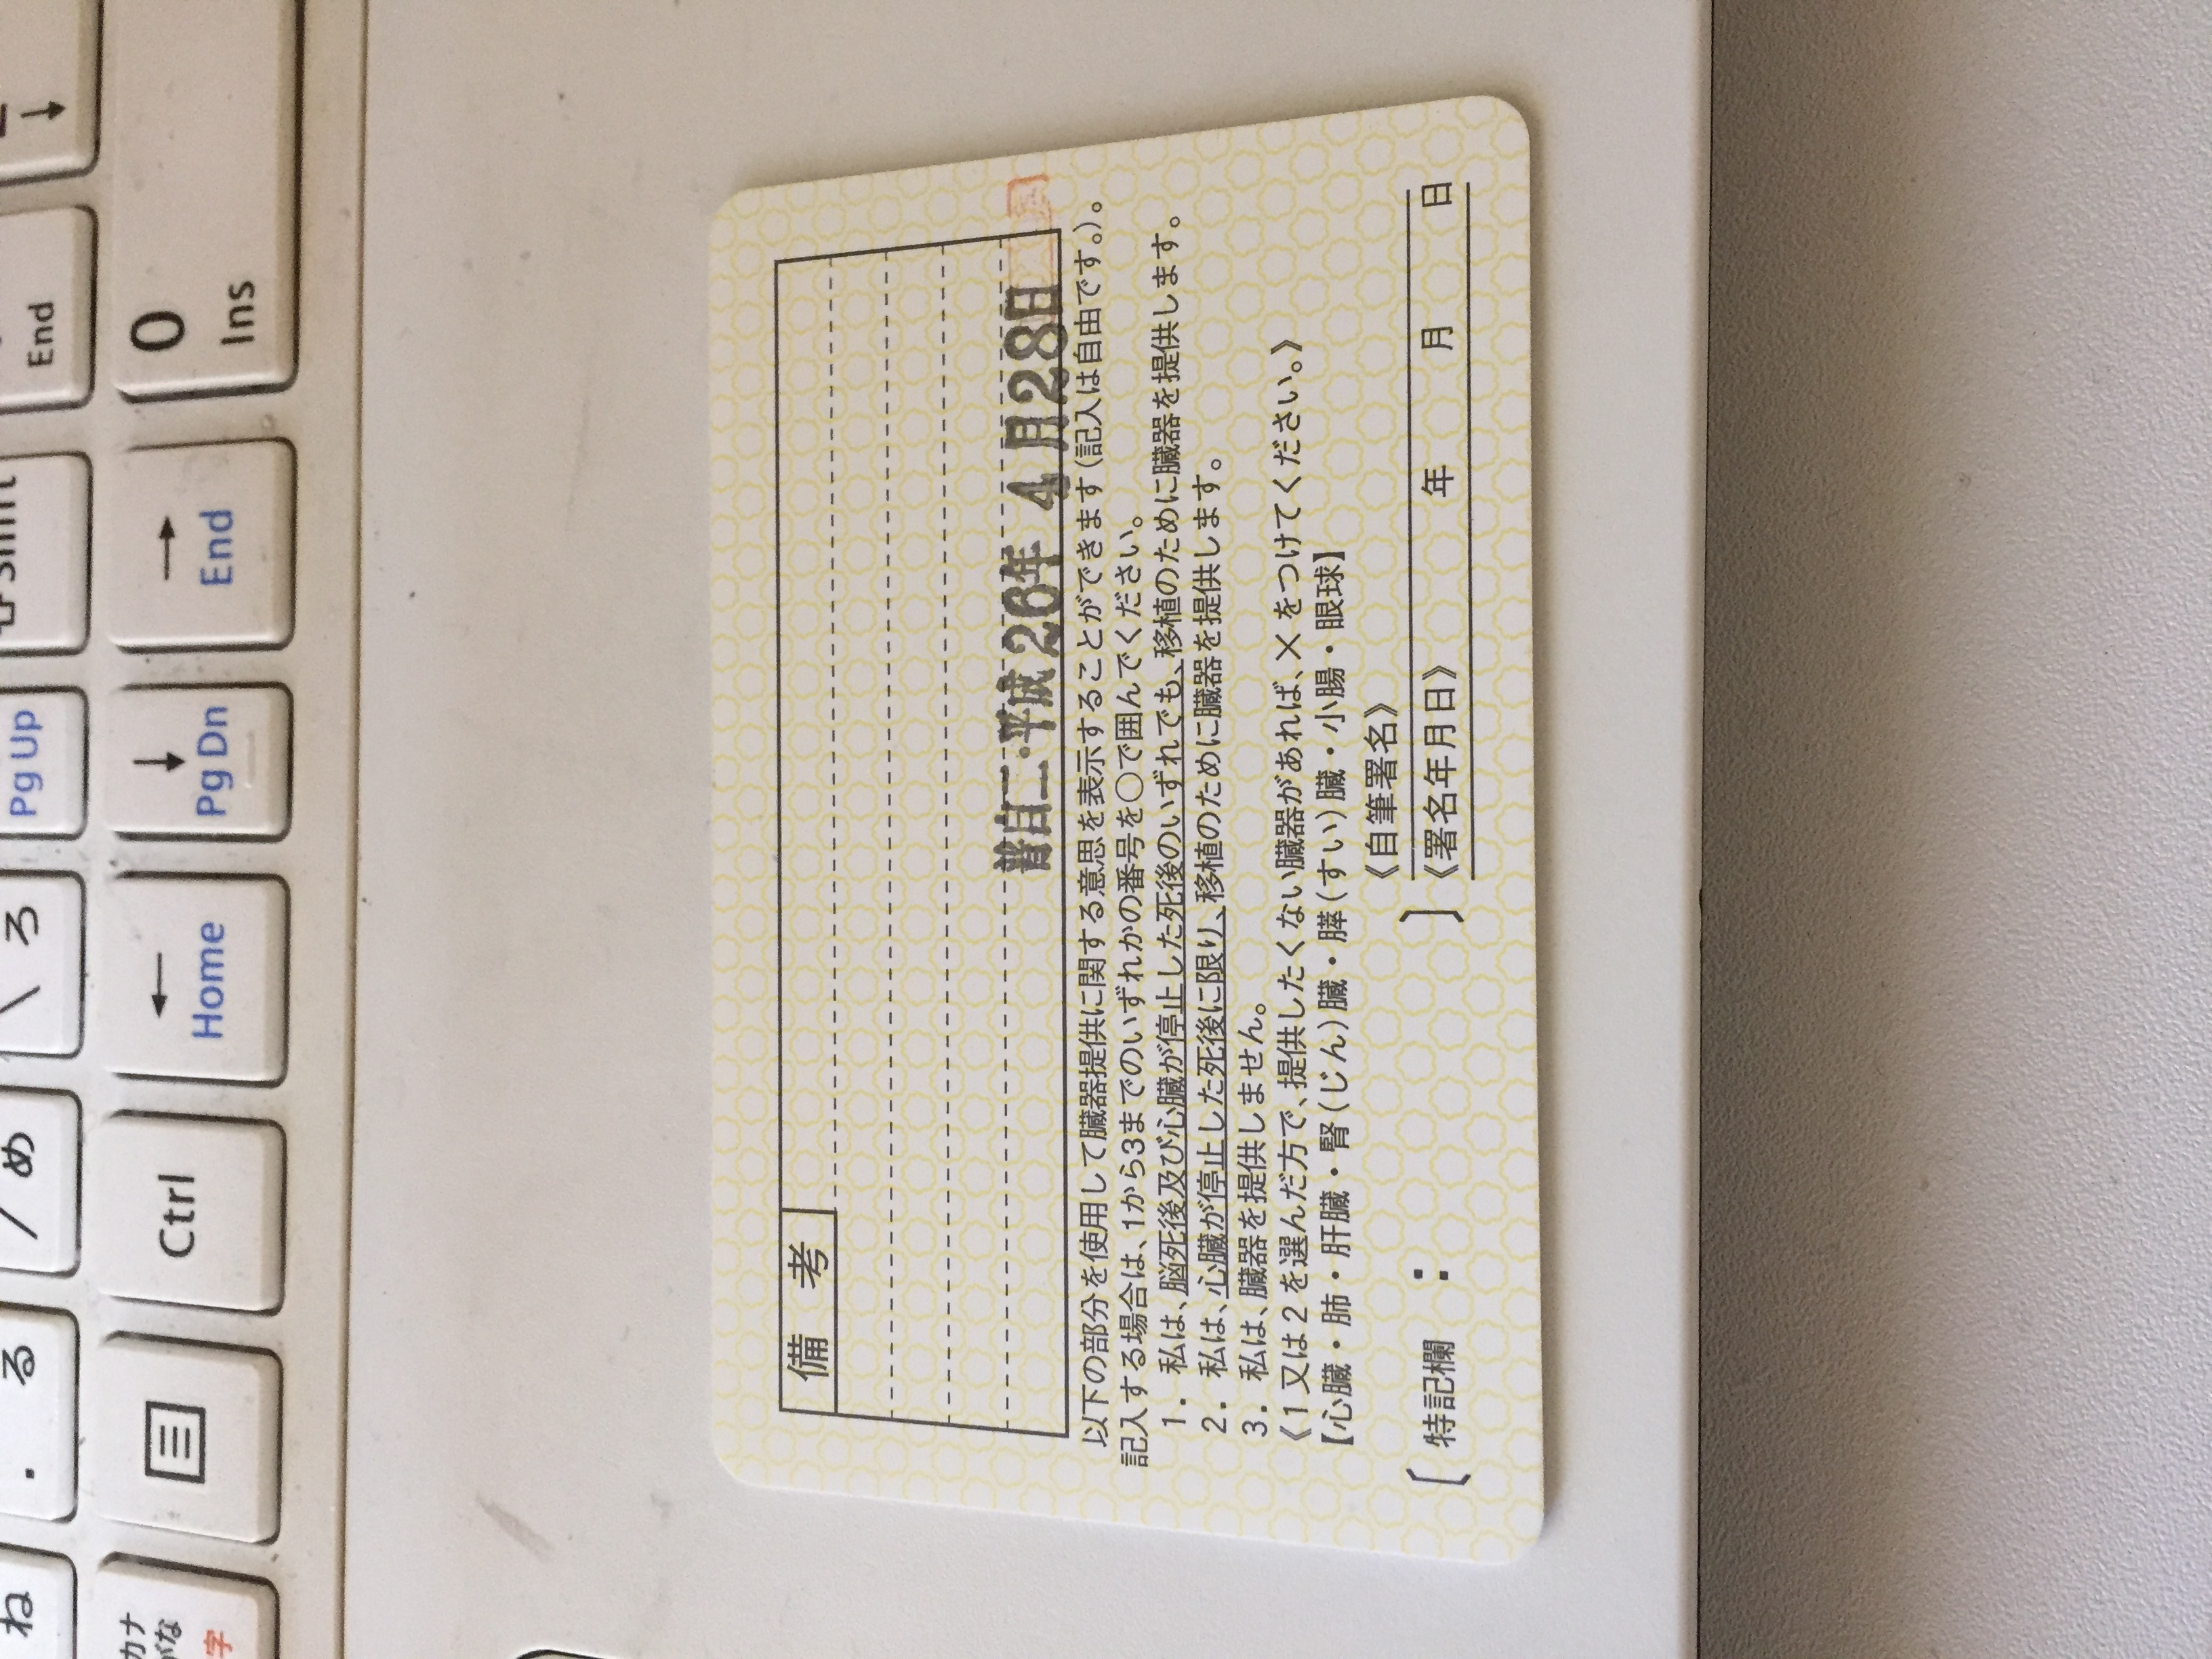 ね
. る
/ め
\ ろ
Pg Up
Shift
End
↓
カナ
がな
字
Ctrl
← Home
↓ Pg Dn
→ End
0
Ins
備 考
普自二・平成26年 4月28日
以下の部分を使用して臓器提供に関する意思を表示することができます(記入は自由です。)。
記入する場合は、1から3までのいずれかの番号を○で囲んでください。
1. 私は、脳死後及び心臓が停止した死後のいずれでも、移植のために臓器を提供します。
2. 私は、心臓が停止した死後に限り、移植のために臓器を提供します。
3. 私は、臓器を提供しません。
《1又は2を選んだ方で、提供したくない臓器があれば、×をつけてください。》
【心臓・肺・肝臓・腎(じん)臓・膵(すい)臓・小腸・眼球】
〔特記欄 : 〕
《自筆署名》
《署名年月日》 年 月 日